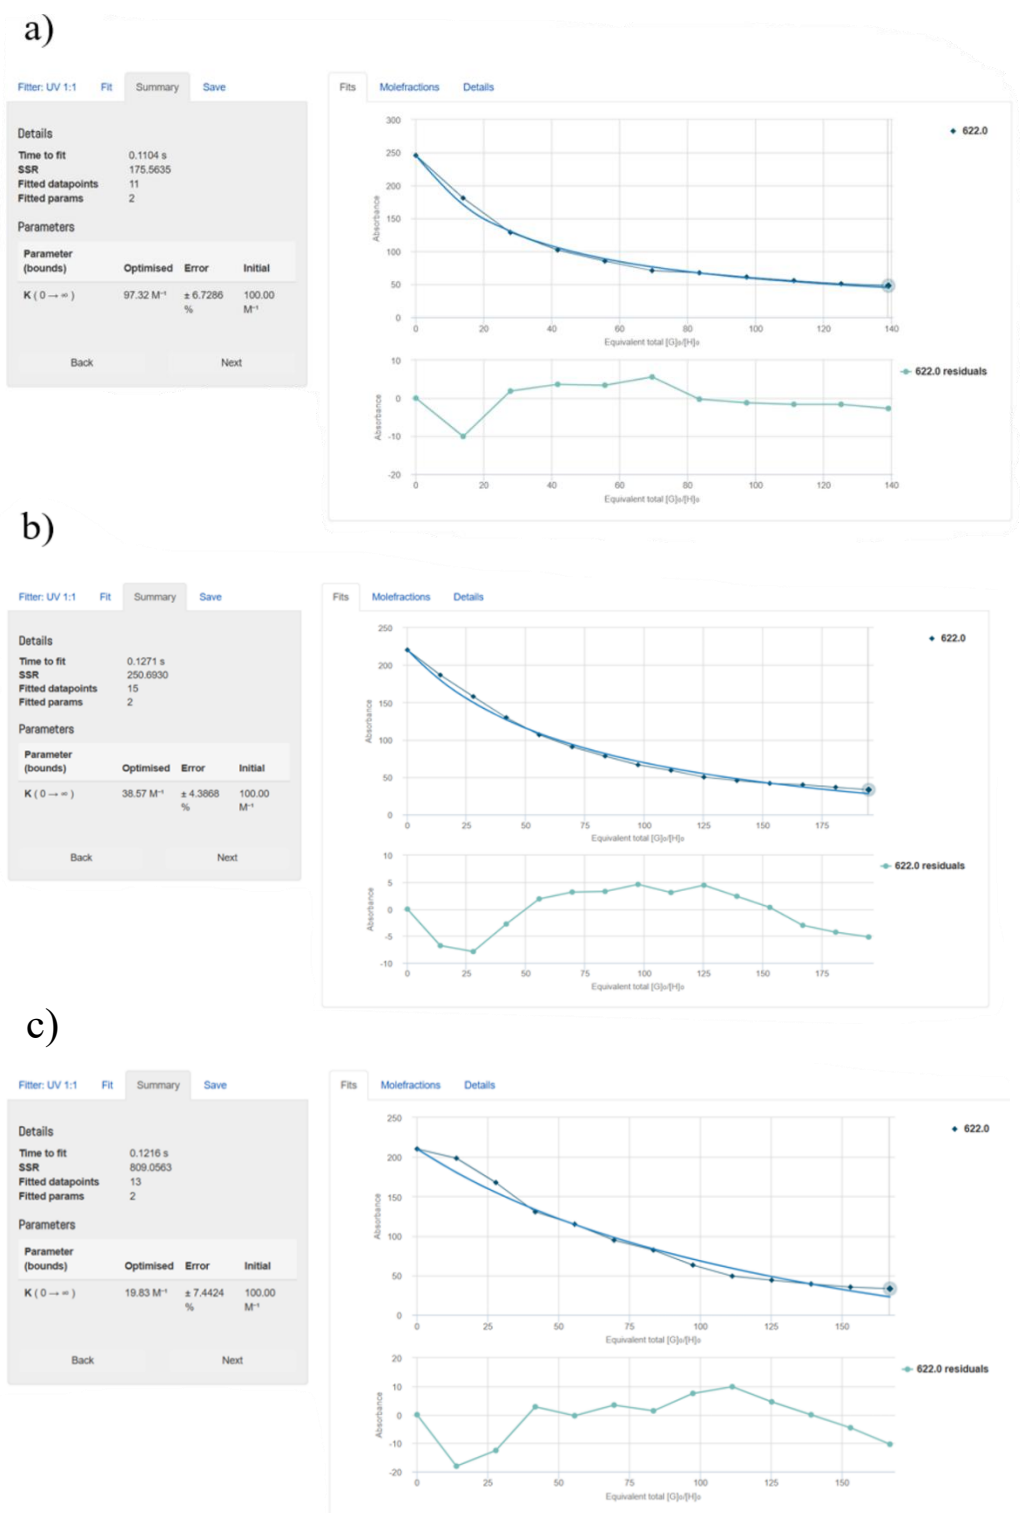 a)
Fitter: UV 1:1 Fit Summary Save
Details
Time to fit 0.1104 s
SSR 175.5635
Fitted datapoints 11
Fitted params 2
Parameters
Parameter (bounds) Optimised Error Initial
K ( 0 → ∞ ) 97.32 M⁻¹ ± 6.7286 % 100.00 M⁻¹
Back Next
Fits Molefractions Details
300
250
200
150
100
50
0
Absorbance
0 20 40 60 80 100 120 140
Equivalent total [G]₀/[H]₀
622.0
10
0
-10
-20
Absorbance
0 20 40 60 80 100 120 140
Equivalent total [G]₀/[H]₀
622.0 residuals
b)
Fitter: UV 1:1 Fit Summary Save
Details
Time to fit 0.1271 s
SSR 250.6930
Fitted datapoints 15
Fitted params 2
Parameters
Parameter (bounds) Optimised Error Initial
K ( 0 → ∞ ) 38.57 M⁻¹ ± 4.3868 % 100.00 M⁻¹
Back Next
Fits Molefractions Details
250
200
150
100
50
0
Absorbance
0 25 50 75 100 125 150 175
Equivalent total [G]₀/[H]₀
622.0
10
5
0
-5
-10
Absorbance
0 25 50 75 100 125 150 175
Equivalent total [G]₀/[H]₀
622.0 residuals
c)
Fitter: UV 1:1 Fit Summary Save
Details
Time to fit 0.1216 s
SSR 809.0563
Fitted datapoints 13
Fitted params 2
Parameters
Parameter (bounds) Optimised Error Initial
K ( 0 → ∞ ) 19.83 M⁻¹ ± 7.4424 % 100.00 M⁻¹
Back Next
Fits Molefractions Details
250
200
150
100
50
0
Absorbance
0 25 50 75 100 125 150
Equivalent total [G]₀/[H]₀
622.0
20
10
0
-10
-20
Absorbance
0 25 50 75 100 125 150
Equivalent total [G]₀/[H]₀
622.0 residuals